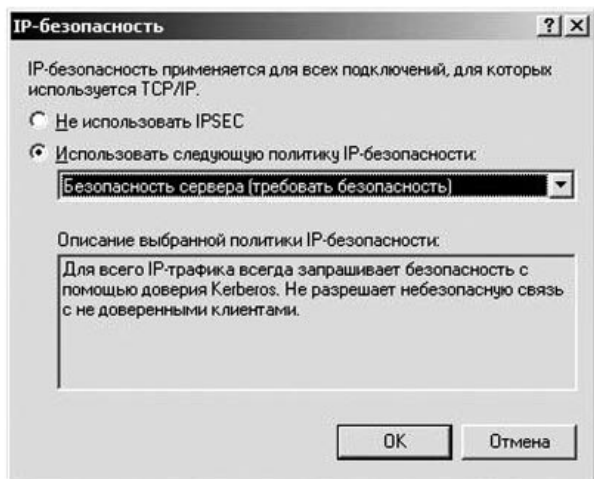 IP-безопасность
IP-безопасность применяется для всех подключений, для которых
используется TCP/IP.
Не использовать IPSEC
Использовать следующую политику IP-безопасности:
Безопасность сервера (требовать безопасность)
Описание выбранной политики IP-безопасности:
Для всего IP-трафика всегда запрашивает безопасность с
помощью доверия Kerberos. Не разрешает небезопасную связь
с не доверенными клиентами.
OK Отмена